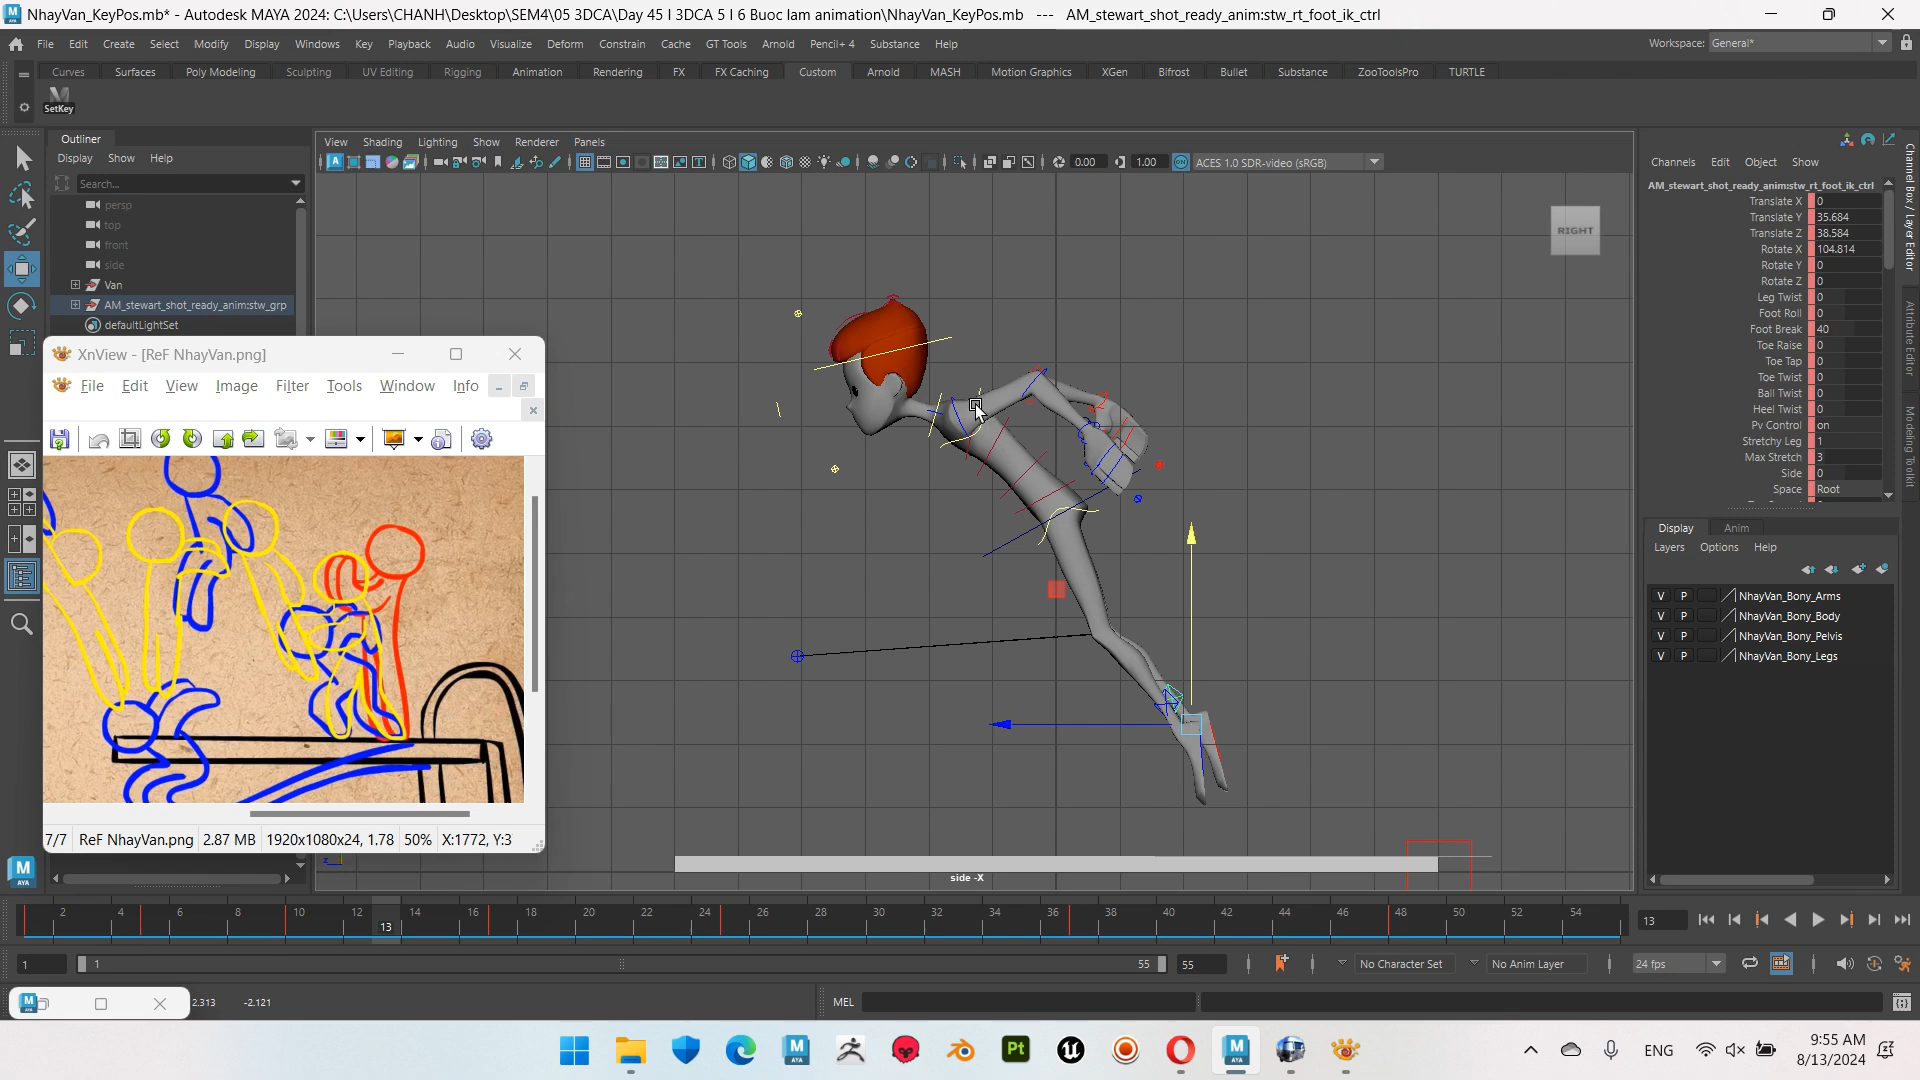 NhayVan_KeyPos.mb* - Autodesk MAYA 2024: C:\Users\CHANH\Desktop\SEM4\05 3DCA\Day 45 I 3DCA 5 I 6 Buoc lam animation\NhayVan_KeyPos.mb   ---   AM_stewart_shot_ready_anim:stw_rt_foot_ik_ctrl
File Edit Create Select Modify Display Windows Key Playback Audio Visualize Deform Constrain Cache GT Tools Arnold Pencil+ 4 Substance Help
Workspace: General*
Curves Surfaces Poly Modeling Sculpting UV Editing Rigging Animation Rendering FX FX Caching Custom Arnold MASH Motion Graphics XGen Bifrost Bullet Substance ZooToolsPro TURTLE
SetKey
Outliner
Display Show Help
Search...
persp
top
front
side
Van
AM_stewart_shot_ready_anim:stw_grp
defaultLightSet
View Shading Lighting Show Renderer Panels
0.00 1.00 ACES 1.0 SDR-video (sRGB)
RIGHT
side -X
XnView - [ReF NhayVan.png]
File Edit View Image Filter Tools Window Info
7/7 ReF NhayVan.png 2.87 MB 1920x1080x24, 1.78 50% X:1772, Y:3
Channels Edit Object Show
AM_stewart_shot_ready_anim:stw_rt_foot_ik_ctrl
Translate X 0
Translate Y 35.684
Translate Z 38.584
Rotate X 104.814
Rotate Y 0
Rotate Z 0
Leg Twist 0
Foot Roll 0
Foot Break 40
Toe Raise 0
Toe Tap 0
Toe Twist 0
Ball Twist 0
Heel Twist 0
Pv Control on
Stretchy Leg 1
Max Stretch 3
Side 0
Space Root
Channel Box / Layer Editor
Attribute Editor
Modeling Toolkit
Display Anim
Layers Options Help
V P NhayVan_Bony_Arms
V P NhayVan_Bony_Body
V P NhayVan_Bony_Pelvis
V P NhayVan_Bony_Legs
2 4 6 8 10 12 13 14 16 18 20 22 24 26 28 30 32 34 36 38 40 42 44 46 48 50 52 54
13
1 1 55 55 No Character Set No Anim Layer 24 fps
2.313 -2.121
MEL
ENG
9:55 AM
8/13/2024